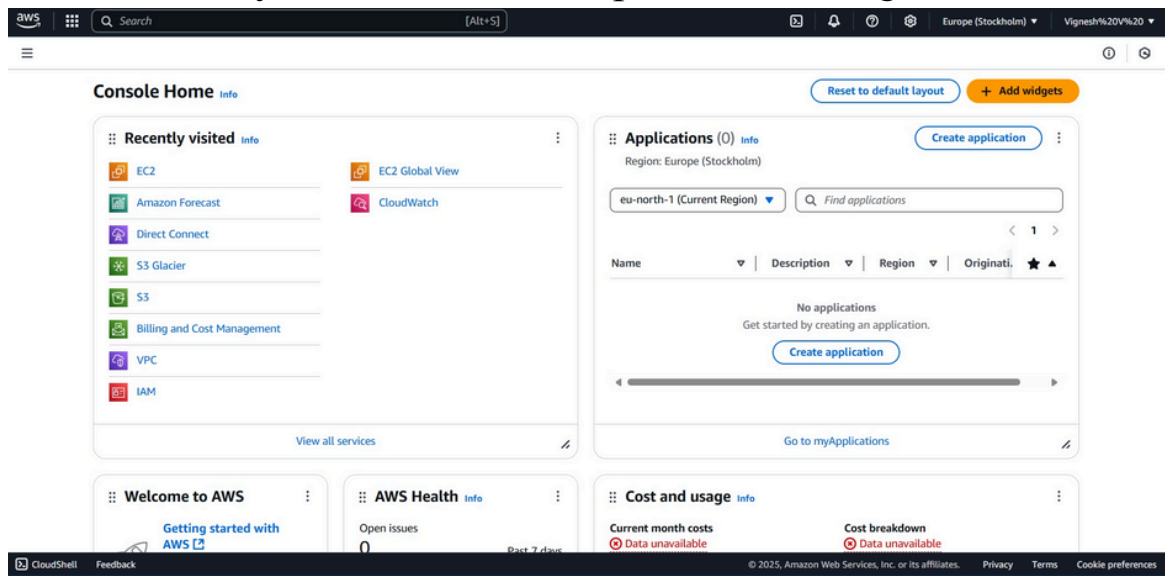 aws
Search [Alt+S]
Europe (Stockholm) ▼
Vignesh%20V%20 ▼
Console Home Info
Reset to default layout
+ Add widgets
Recently visited Info
EC2
Amazon Forecast
Direct Connect
S3 Glacier
S3
Billing and Cost Management
VPC
IAM
EC2 Global View
CloudWatch
View all services
Applications (0) Info
Create application
Region: Europe (Stockholm)
eu-north-1 (Current Region) ▼
Find applications
< 1 >
Name
Description
Region
Originati.
No applications
Get started by creating an application.
Create application
Go to myApplications
Welcome to AWS
Getting started with
AWS
AWS Health Info
Open issues
0
Past 7 days
Cost and usage Info
Current month costs
Data unavailable
Cost breakdown
Data unavailable
CloudShell
Feedback
© 2025, Amazon Web Services, Inc. or its affiliates.
Privacy
Terms
Cookie preferences